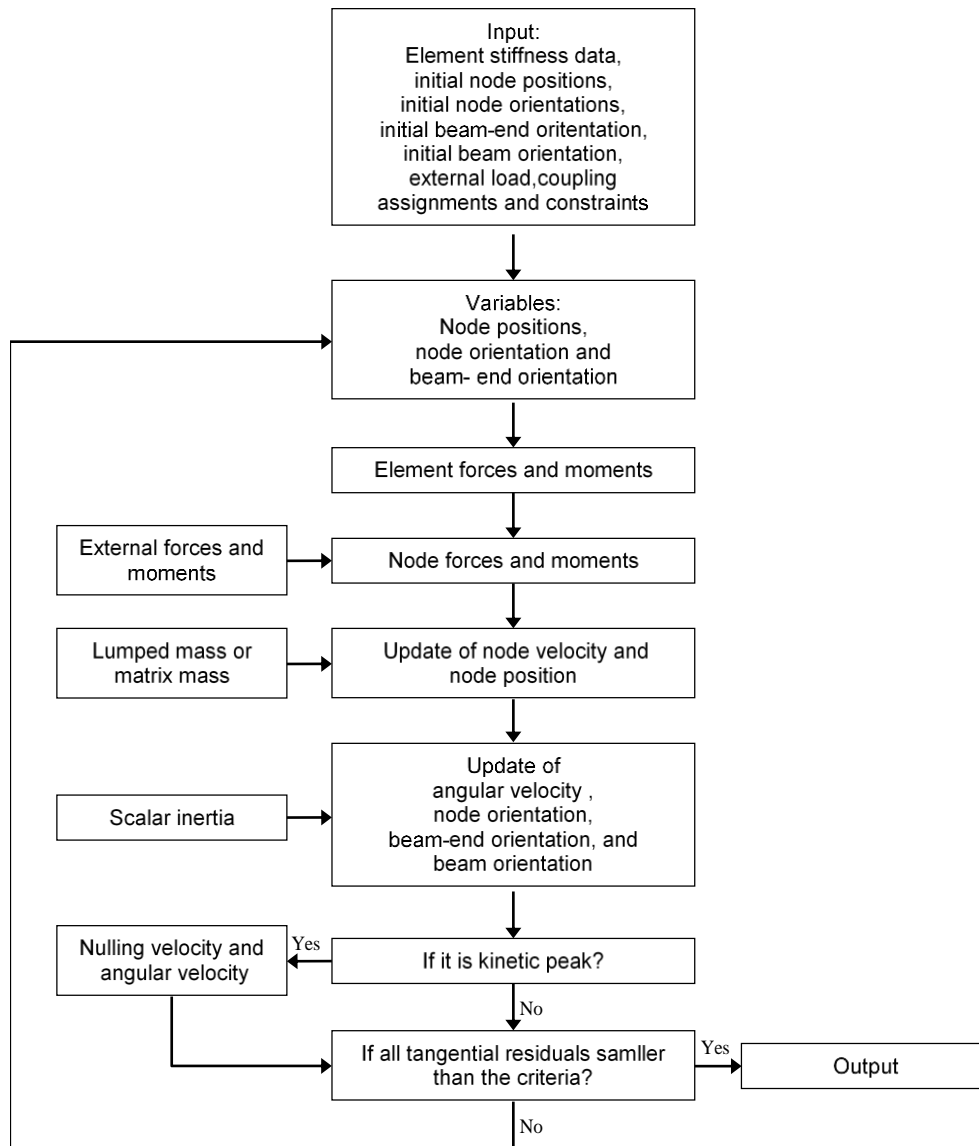 Input:
Element stiffness data,
initial node positions,
initial node orientations,
initial beam-end oritentation,
initial beam orientation,
external load,coupling
assignments and constraints
Variables:
Node positions,
node orientation and
beam- end orientation
Element forces and moments
External forces and
moments
Node forces and moments
Lumped mass or
matrix mass
Update of node velocity and
node position
Scalar inertia
Update of
angular velocity ,
node orientation,
beam-end orientation, and
beam orientation
Nulling velocity and
angular velocity
Yes
If it is kinetic peak?
No
If all tangential residuals samller
than the criteria?
Yes
Output
No